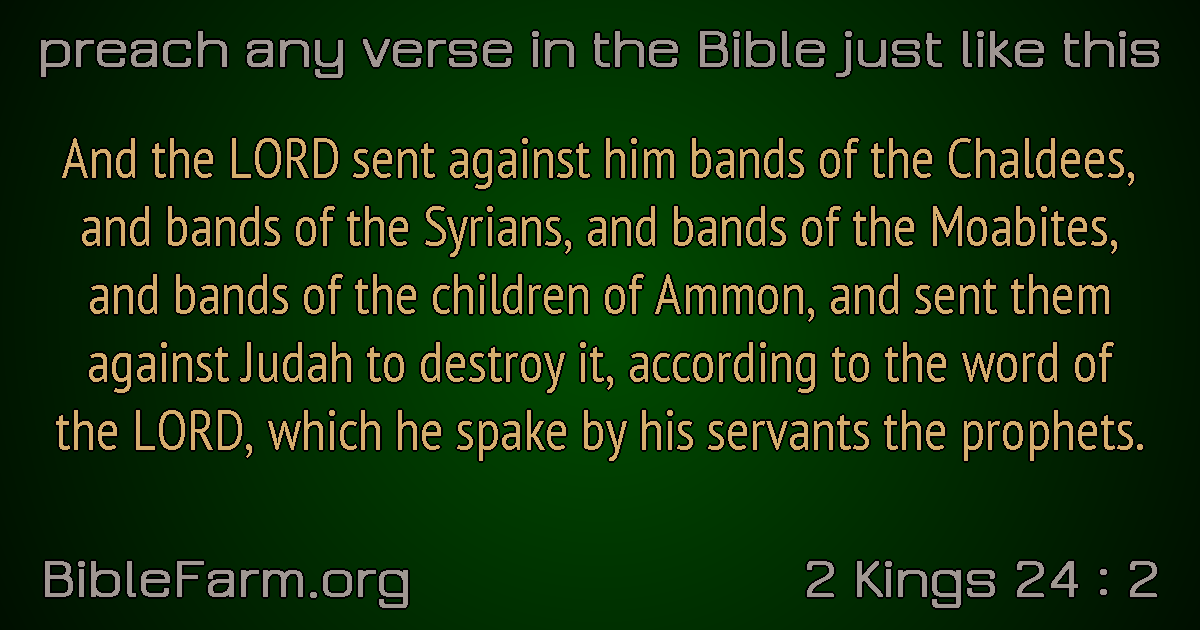 preach any verse in the Bible just like this
And the LORD sent against him bands of the Chaldees,
and bands of the Syrians, and bands of the Moabites,
and bands of the children of Ammon, and sent them
against Judah to destroy it, according to the word of
the LORD, which he spake by his servants the prophets.
BibleFarm.org
2 Kings 24 : 2